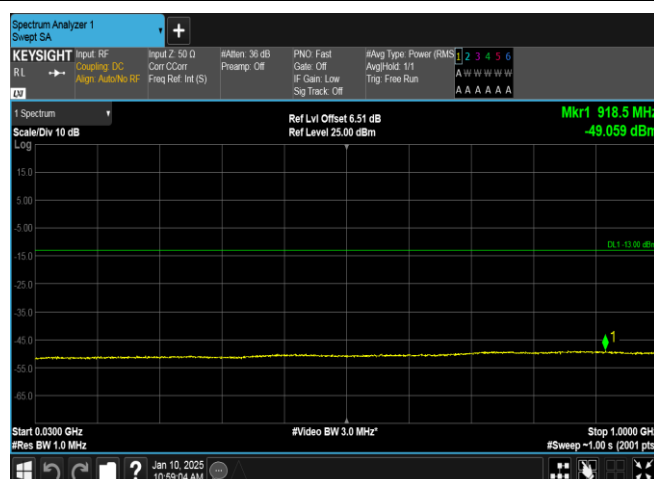 Spectrum Analyzer 1
Swept SA
+
KEYSIGHT Input: RF Input Z: 50 Ω #Atten: 36 dB PNO: Fast #Avg Type: Power (RMS 1 2 3 4 5 6
RL Coupling: DC Corr CCorr Preamp: Off Gate: Off Avg|Hold: 1/1 A W W W W W
Align: Auto/No RF Freq Ref: Int (S) IF Gain: Low Trig: Free Run
LXI Sig Track: Off A A A A A A
1 Spectrum Ref Lvl Offset 6.51 dB Mkr1 918.5 MHz
Scale/Div 10 dB Ref Level 25.00 dBm -49.059 dBm
Log
15.0
5.00
-5.00
DL1 -13.00 dBm
-15.0
-25.0
-35.0
1
-45.0
-55.0
-65.0
Start 0.0300 GHz #Video BW 3.0 MHz* Stop 1.0000 GHz
#Res BW 1.0 MHz #Sweep ~1.00 s (2001 pts
? Jan 10, 2025
10:59:04 AM